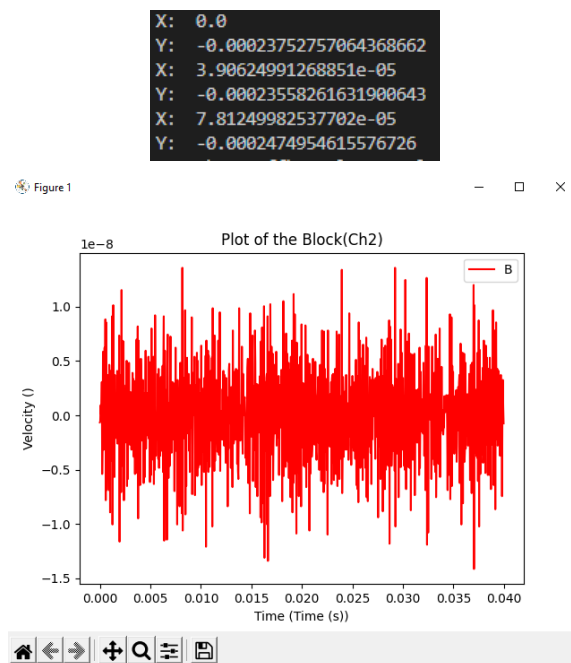 X: 0.0
Y: -0.00023752757064368662
X: 3.90624991268851e-05
Y: -0.00023558261631900643
X: 7.81249982537702e-05
Y: -0.0002474954615576726
Figure 1
Plot of the Block(Ch2)
1e-8
B
1.0
0.5
0.0
-0.5
-1.0
-1.5
Velocity ()
0.000 0.005 0.010 0.015 0.020 0.025 0.030 0.035 0.040
Time (Time (s))